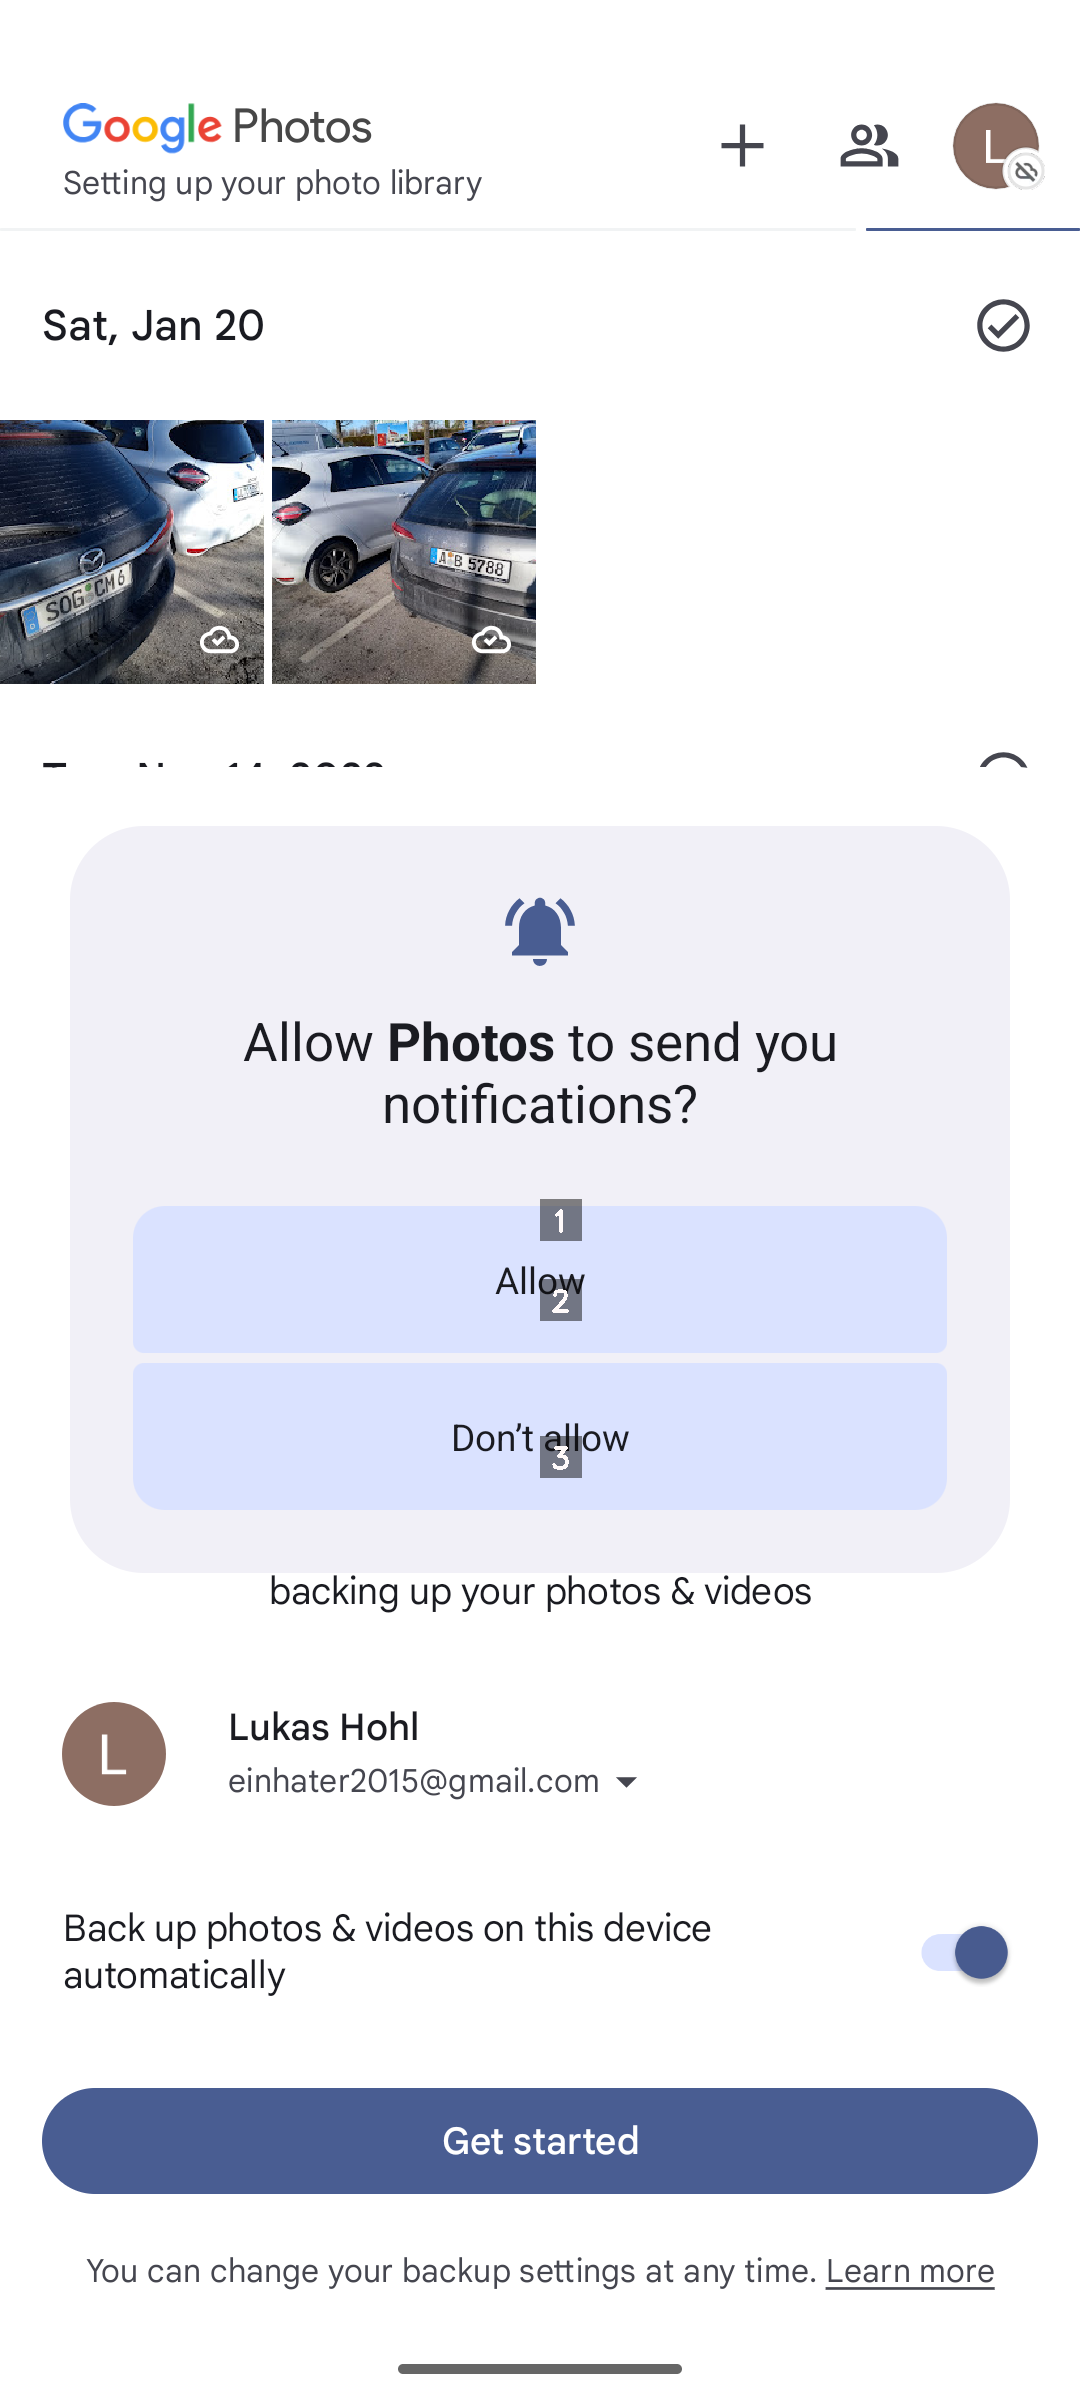 Google Photos
Setting up your photo library
L
Sat, Jan 20
SOG CM 6
A B 5788
Allow Photos to send you
notifications?
1
Allow
2
Don't allow
3
backing up your photos & videos
L
Lukas Hohl
einhater2015@gmail.com
Back up photos & videos on this device
automatically
Get started
You can change your backup settings at any time. Learn more